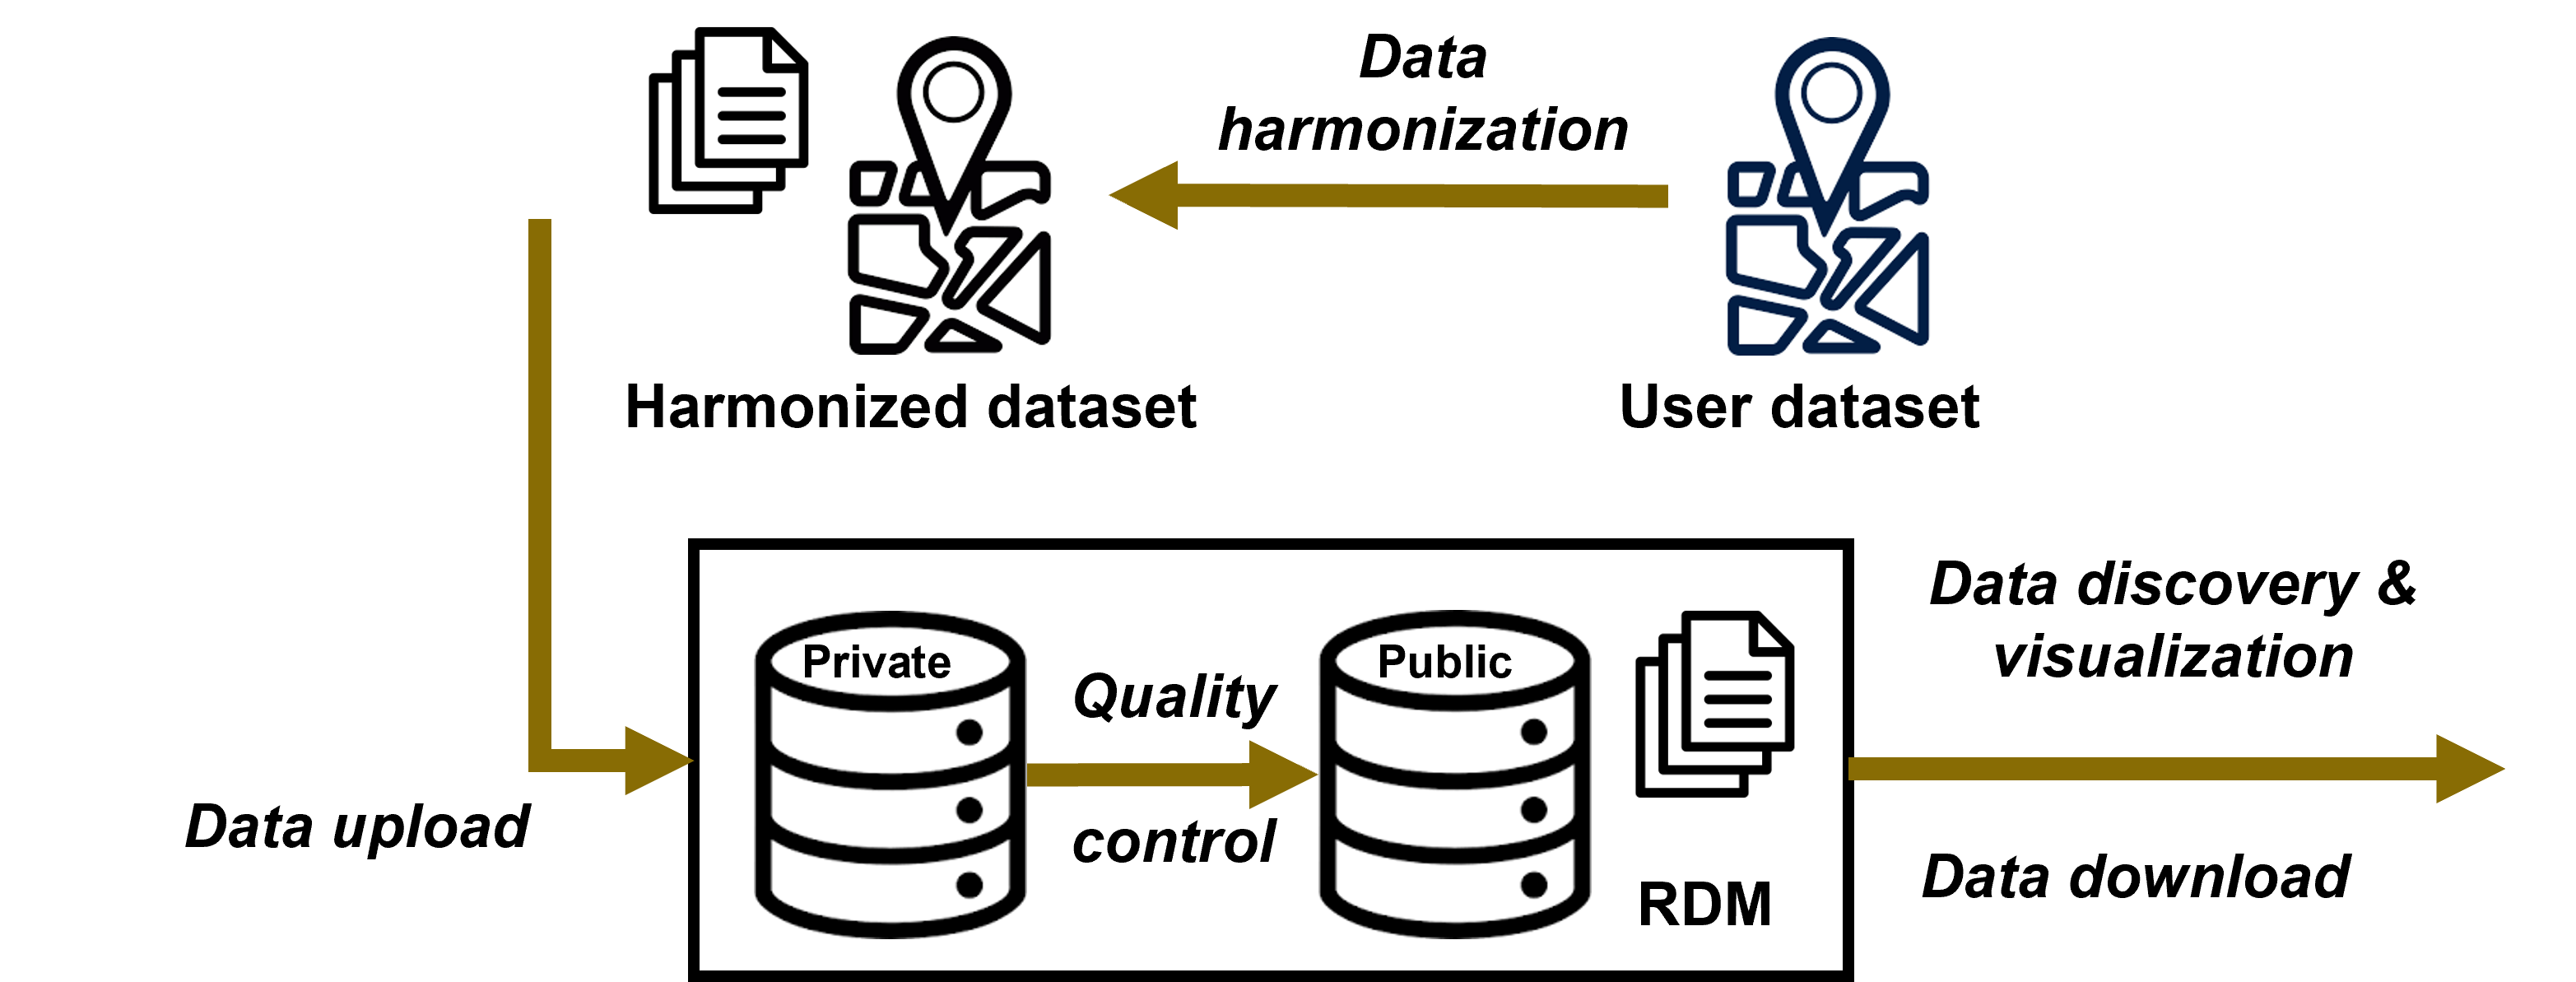 Data
harmonization
Harmonized dataset
User dataset
Data upload
Private
Quality
control
Public
RDM
Data discovery &
visualization
Data download